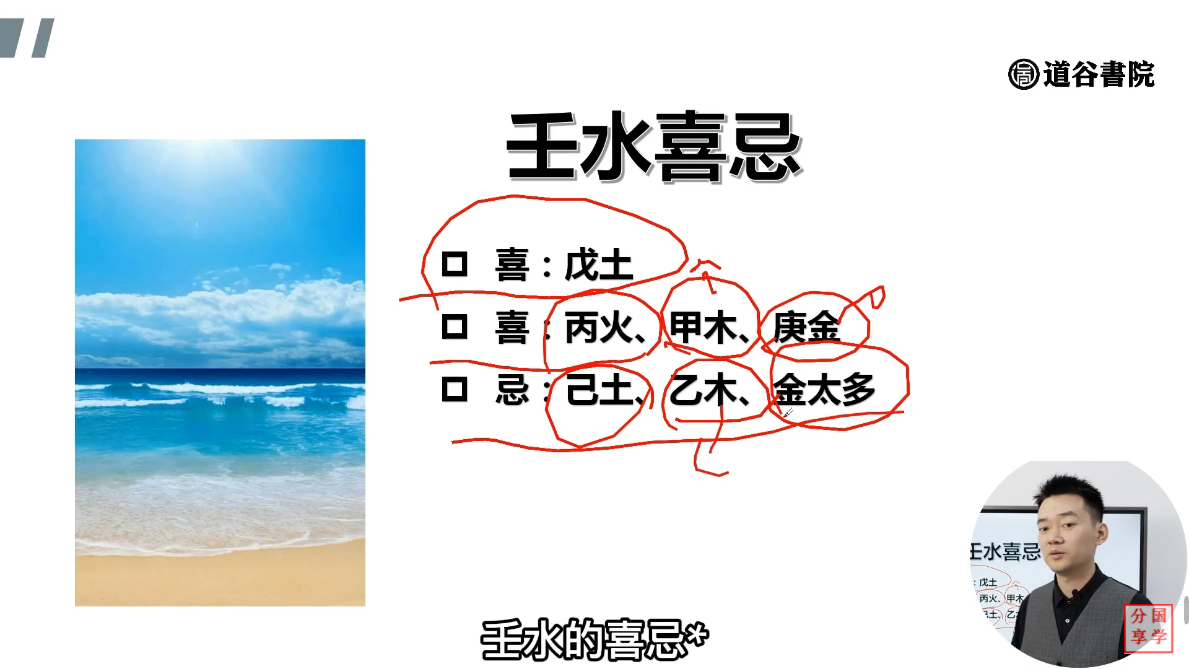 道谷書院
壬水喜忌
喜：戊土
喜：丙火、甲木、庚金
忌：己土、乙木、金太多
壬水喜忌
：戊土
丙火、甲木
己土、乙
分国
享学
壬水的喜忌*